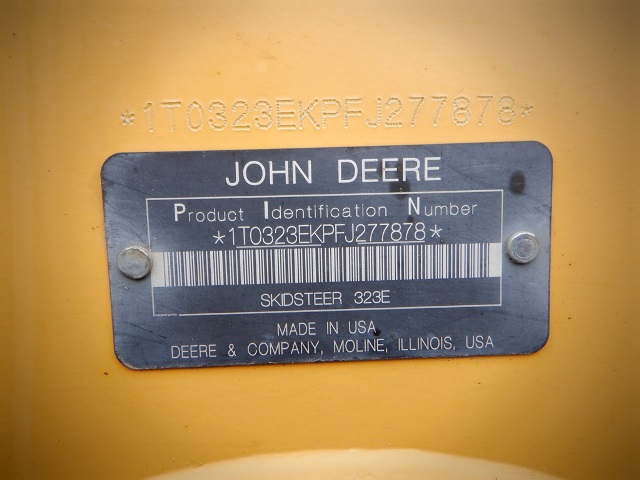 *1T0323EKPFJ277878*
JOHN DEERE
Product Identification Number
*1T0323EKPFJ277878*
SKIDSTEER 323E
MADE IN USA
DEERE & COMPANY, MOLINE, ILLINOIS, USA